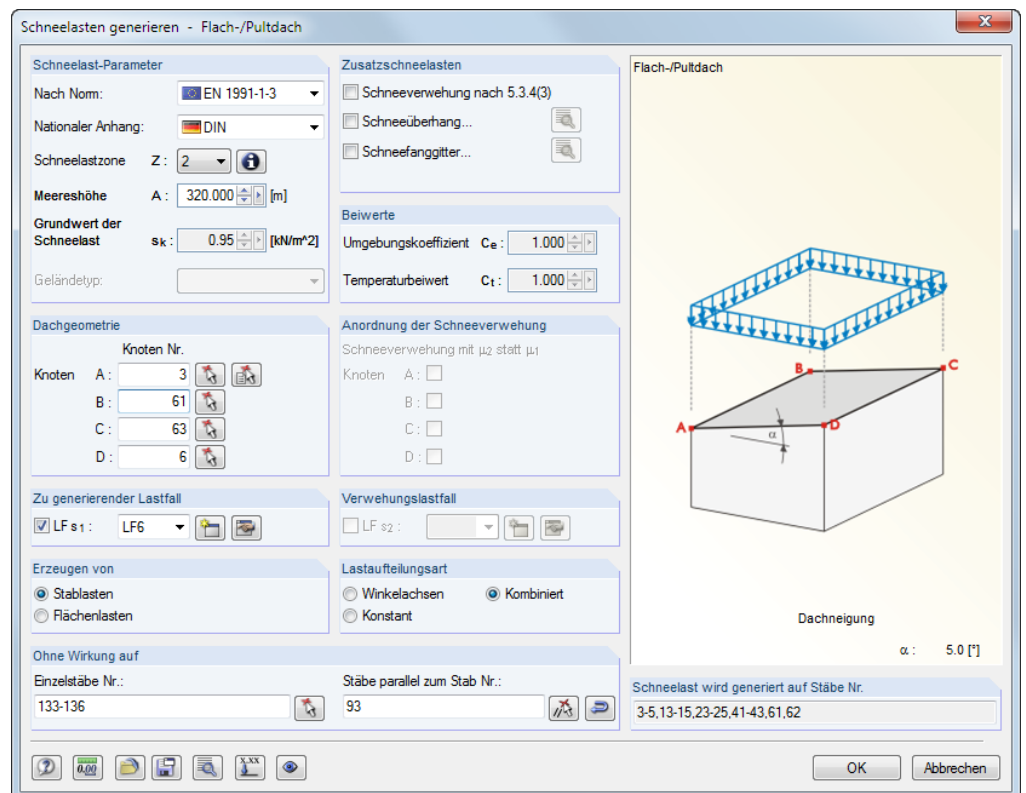 Schneelasten generieren - Flach-/Pultdach
Schneelast-Parameter
Nach Norm: EN 1991-1-3
Nationaler Anhang: DIN
Schneelastzone Z : 2
Meereshöhe A : 320.000 [m]
Grundwert der
Schneelast sk : 0.95 [kN/m^2]
Geländetyp:
Zusatzschneelasten
Schneeverwehung nach 5.3.4(3)
Schneeüberhang...
Schneefanggitter...
Beiwerte
Umgebungskoeffizient Ce : 1.000
Temperaturbeiwert Ct : 1.000
Dachgeometrie
Knoten Nr.
Knoten A : 3
B : 61
C : 63
D : 6
Anordnung der Schneeverwehung
Schneeverwehung mit µ2 statt µ1
Knoten A :
B :
C :
D :
Zu generierender Lastfall
LF s1 : LF6
Verwehungslastfall
LF s2 :
Erzeugen von
Stablasten
Flächenlasten
Lastaufteilungsart
Winkelachsen Kombiniert
Konstant
Ohne Wirkung auf
Einzelstäbe Nr.: Stäbe parallel zum Stab Nr.:
133-136 93
Flach-/Pultdach
B C
A D
α
Dachneigung
α : 5.0 [°]
Schneelast wird generiert auf Stäbe Nr.
3-5,13-15,23-25,41-43,61,62
0.00 x.xx
OK Abbrechen